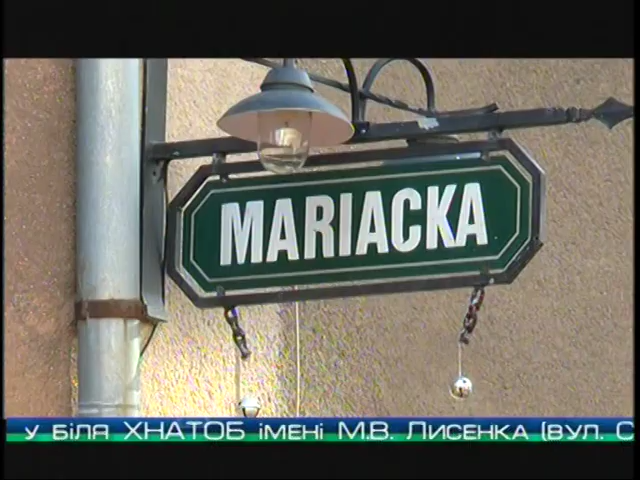 MARIACKA
У БІЛЯ ХНАТОБ ІМЕНІ М.В. ЛИСЕНКА (ВУЛ. С